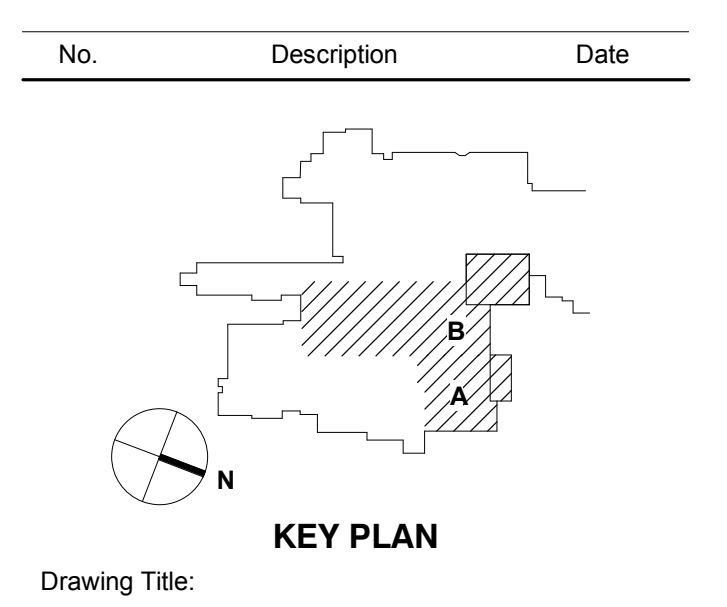 No. Description Date
B
A
N
KEY PLAN
Drawing Title: